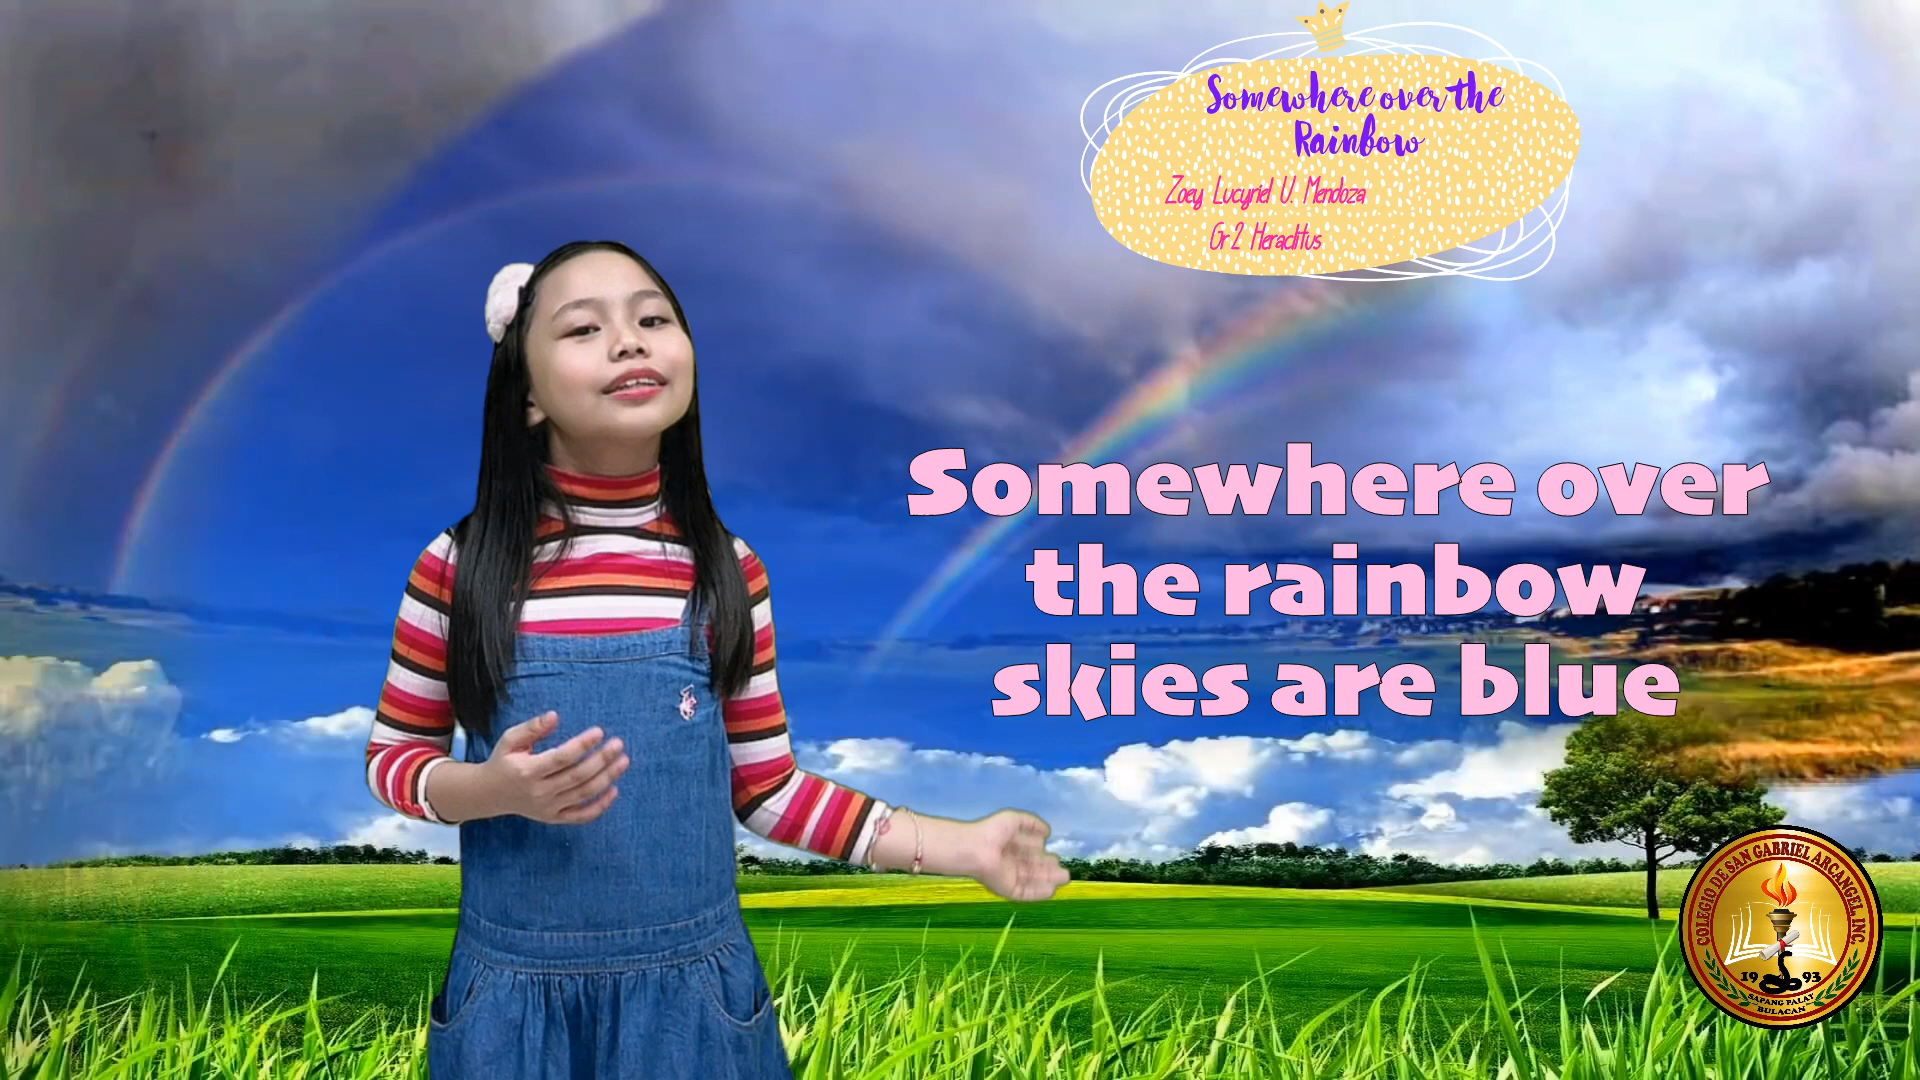 Somewhere over the
Rainbow
Zoey Lucyriel U. Mendoza
Gr 2 Heraclitus
Somewhere over
the rainbow
skies are blue
COLEGIO DE SAN GABRIEL ARCANGEL, INC.
19 93
SAPANG PALAY
BULACAN